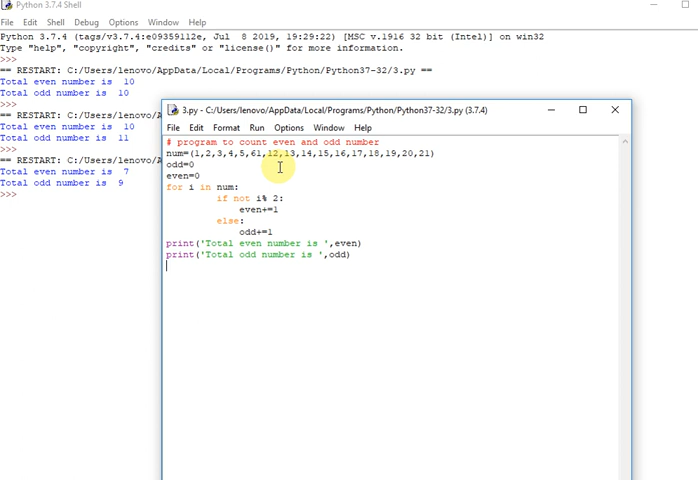 Python 3.7.4 Shell
File Edit Shell Debug Options Window Help
Python 3.7.4 (tags/v3.7.4:e09359112e, Jul 8 2019, 19:29:22) [MSC v.1916 32 bit (Intel)] on win32
Type "help", "copyright", "credits" or "license()" for more information.
>>>
== RESTART: C:/Users/lenovo/AppData/Local/Programs/Python/Python37-32/3.py ==
Total even number is  10
Total odd number is  10
>>>
== RESTART: C:/Users/lenovo/A
Total even number is  10
Total odd number is  11
>>>
== RESTART: C:/Users/lenovo/A
Total even number is  7
Total odd number is  9
>>>
3.py - C:/Users/lenovo/AppData/Local/Programs/Python/Python37-32/3.py (3.7.4)
File Edit Format Run Options Window Help
# program to count even and odd number
num=(1,2,3,4,5,61,12,13,14,15,16,17,18,19,20,21)
odd=0
even=0
for i in num:
if not i% 2:
even+=1
else:
odd+=1
print('Total even number is ',even)
print('Total odd number is ',odd)